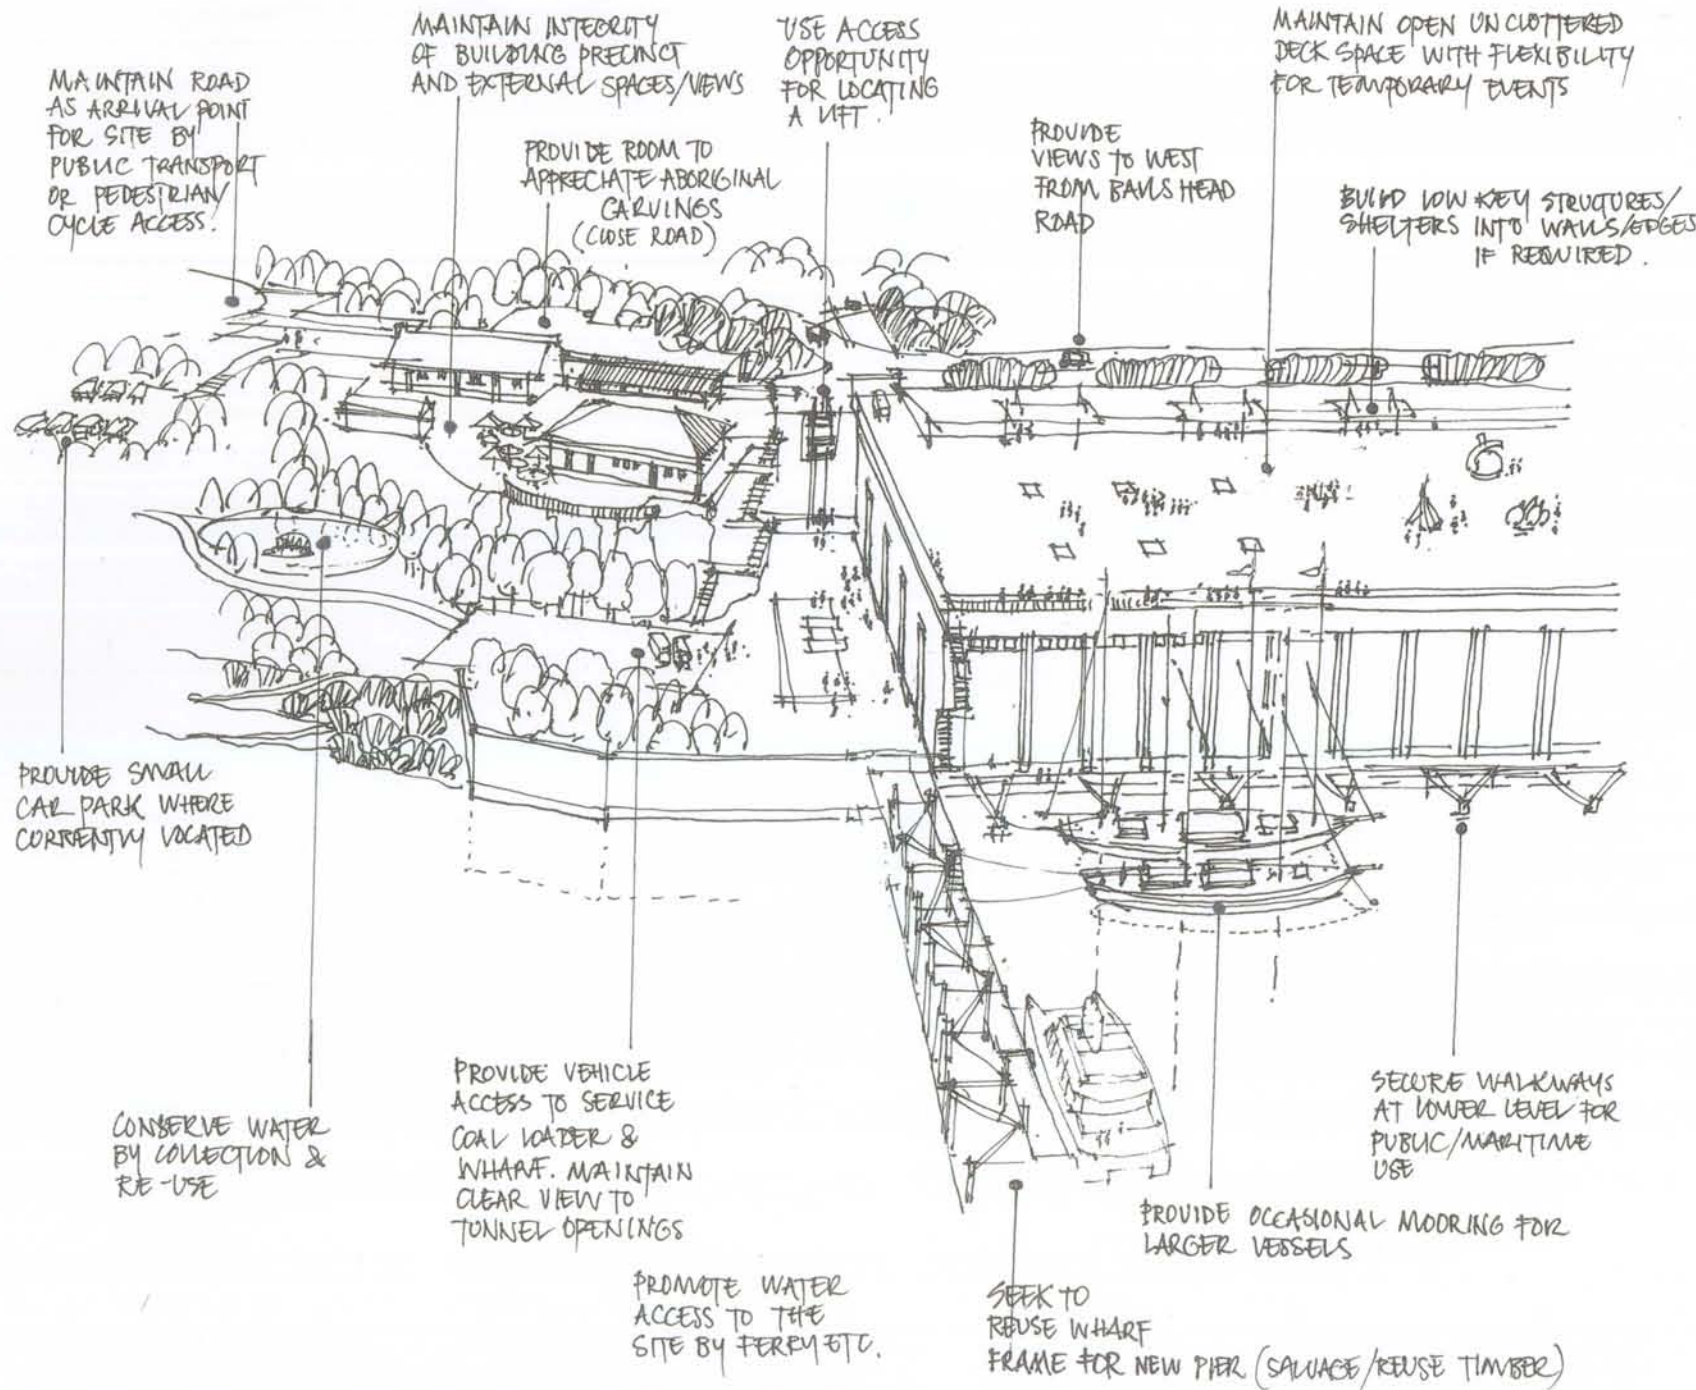 MAINTAIN ROAD
AS ARRIVAL POINT
FOR SITE BY
PUBLIC TRANSPORT
OR PEDESTRIAN/
CYCLE ACCESS.
MAINTAIN INTEGRITY
OF BUILDING PRECINCT
AND EXTERNAL SPACES/VIEWS
PROVIDE ROOM TO
APPRECIATE ABORIGINAL
CARVINGS
(CLOSE ROAD)
USE ACCESS
OPPORTUNITY
FOR LOCATING
A LIFT.
PROVIDE
VIEWS TO WEST
FROM BALLS HEAD
ROAD
MAINTAIN OPEN UNCLUTTERED
DECK SPACE WITH FLEXIBILITY
FOR TEMPORARY EVENTS
BUILD LOW KEY STRUCTURES/
SHELTERS INTO WALLS/EDGES
IF REQUIRED.
PROVIDE SMALL
CAR PARK WHERE
CURRENTLY LOCATED
CONSERVE WATER
BY COLLECTION &
RE-USE
PROVIDE VEHICLE
ACCESS TO SERVICE
COAL LOADER &
WHARF. MAINTAIN
CLEAR VIEW TO
TUNNEL OPENINGS
PROMOTE WATER
ACCESS TO THE
SITE BY FERRY ETC.
SEEK TO
REUSE WHARF
FRAME FOR NEW PIER (SALVAGE/REUSE TIMBER)
PROVIDE OCCASIONAL MOORING FOR
LARGER VESSELS
SECURE WALKWAYS
AT LOWER LEVEL FOR
PUBLIC/MARITIME
USE